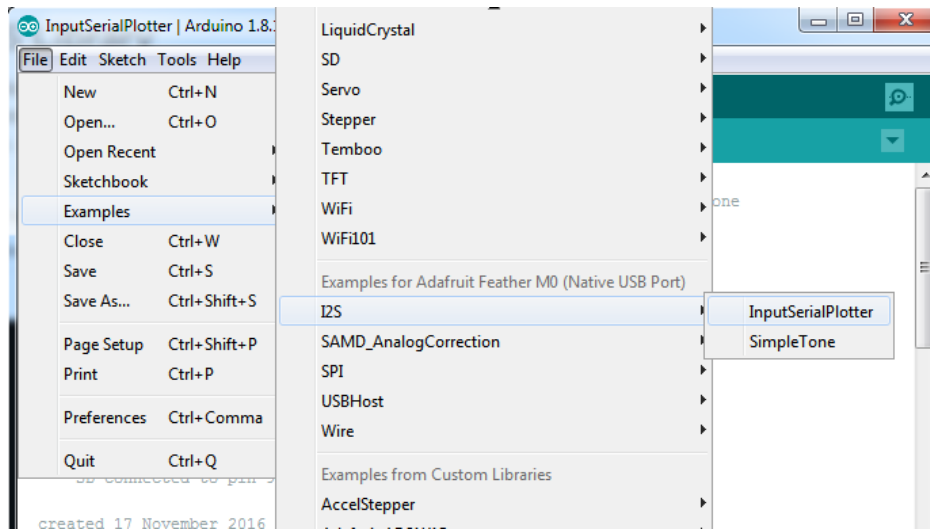 InputSerialPlotter | Arduino 1.8.
File Edit Sketch Tools Help
New Ctrl+N
Open... Ctrl+O
Open Recent
Sketchbook
Examples
Close Ctrl+W
Save Ctrl+S
Save As... Ctrl+Shift+S
Page Setup Ctrl+Shift+P
Print Ctrl+P
Preferences Ctrl+Comma
Quit Ctrl+Q
LiquidCrystal
SD
Servo
Stepper
Temboo
TFT
WiFi
WiFi101
Examples for Adafruit Feather M0 (Native USB Port)
I2S
SAMD_AnalogCorrection
SPI
USBHost
Wire
Examples from Custom Libraries
AccelStepper
InputSerialPlotter
SimpleTone
one
connected to pin
created 17 November 2016